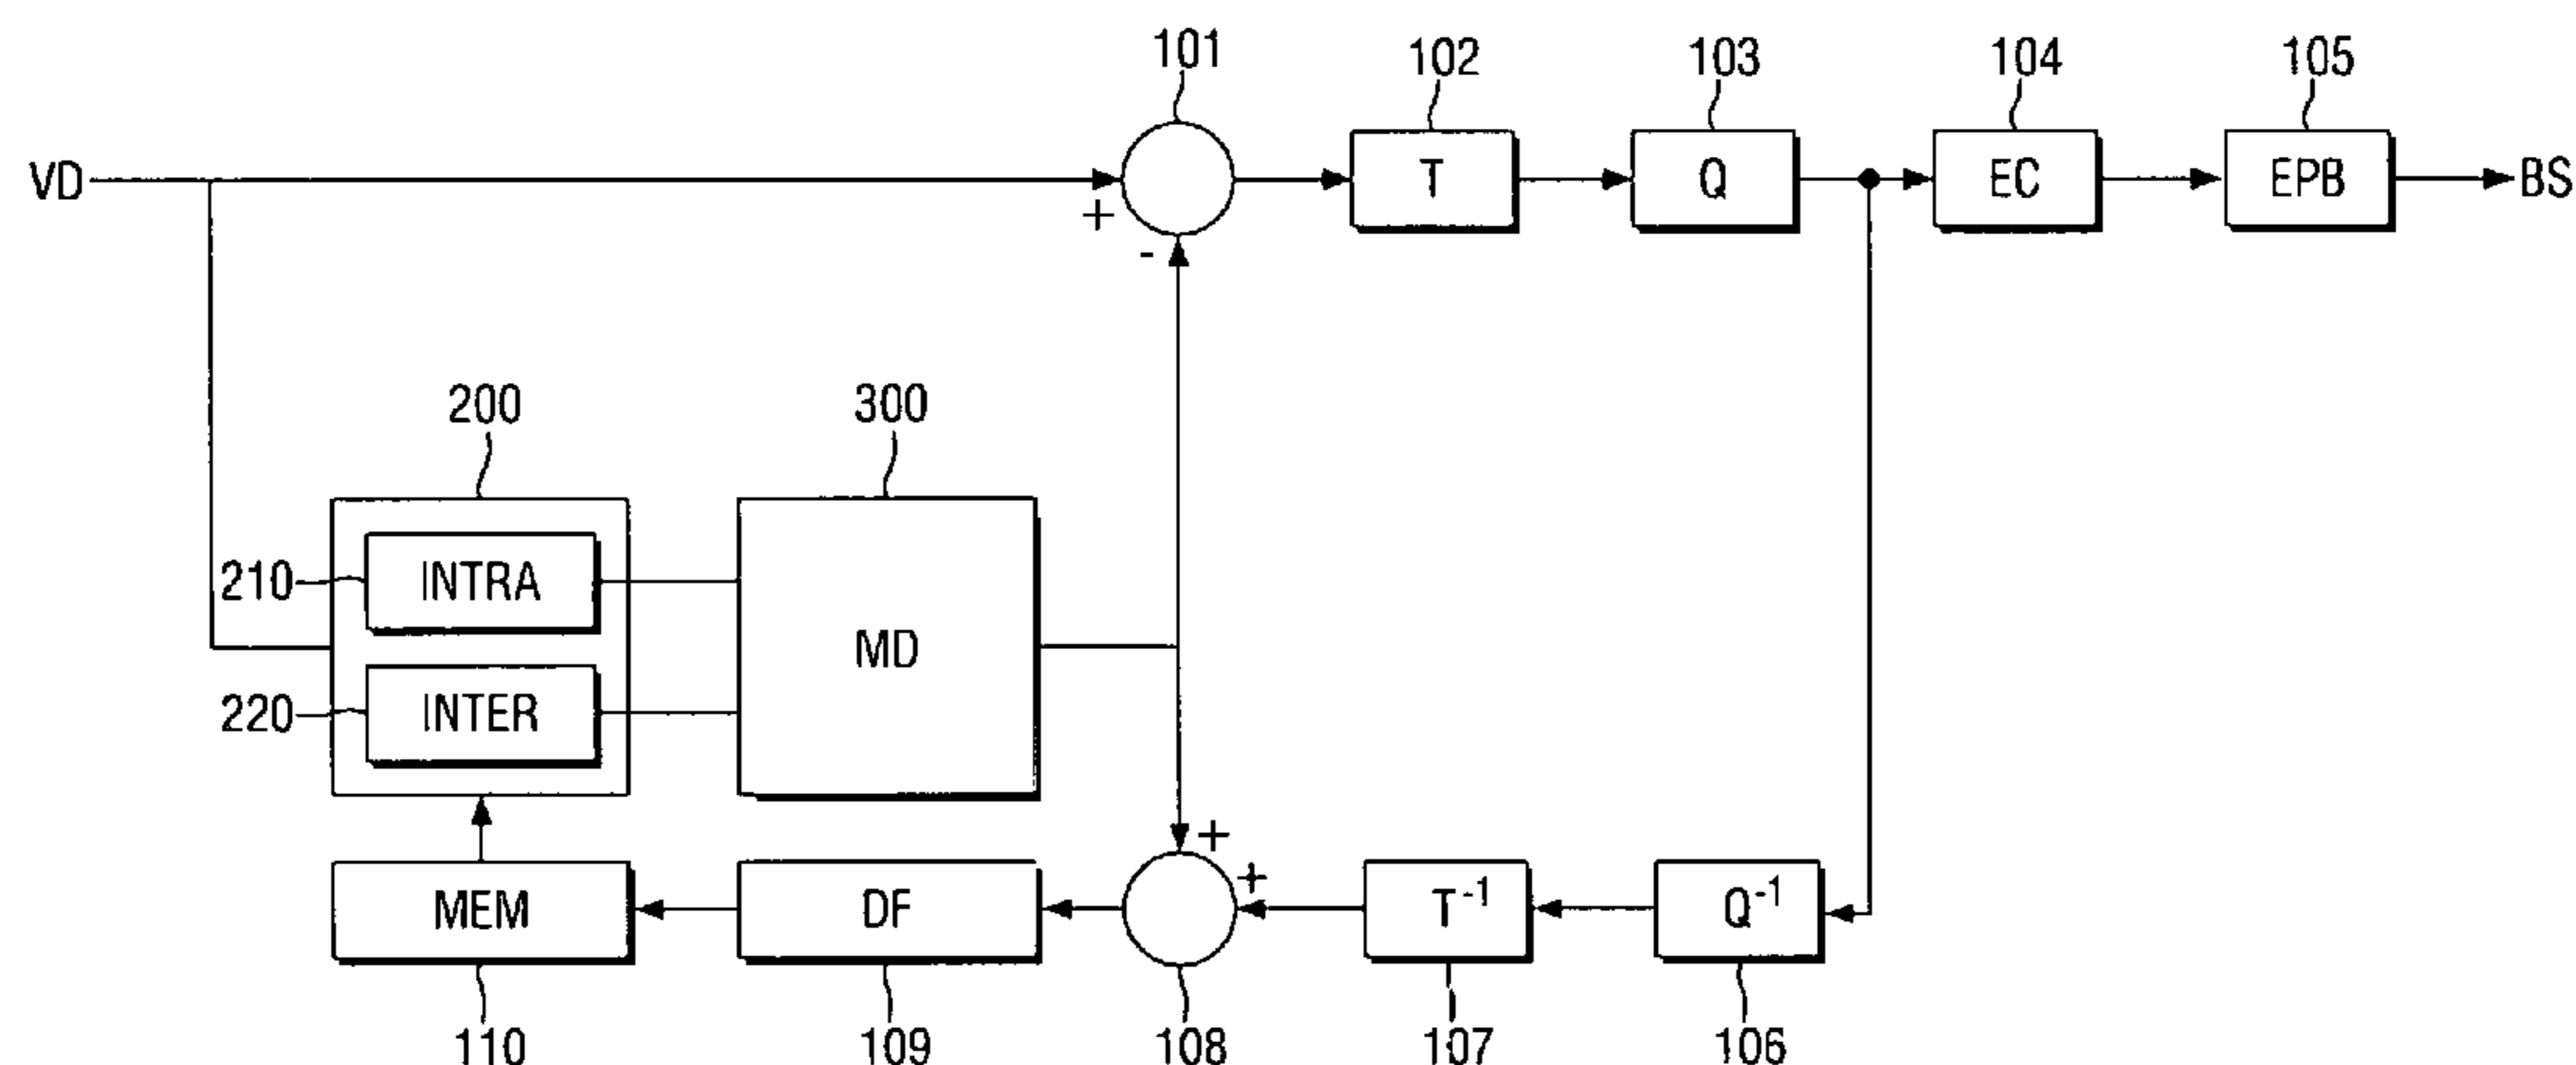 101 102 103 104 105
VD T Q EC EPB BS
+
-
200 300
210 INTRA
MD
220 INTER
+
+
MEM DF T-1 Q-1
110 109 108 107 106